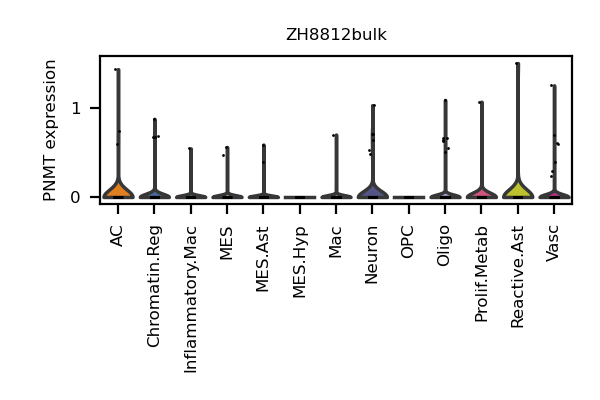 ZH8812bulk
PNMT expression
1
0
AC
Chromatin.Reg
Inflammatory.Mac
MES
MES.Ast
MES.Hyp
Mac
Neuron
OPC
Oligo
Prolif.Metab
Reactive.Ast
Vasc